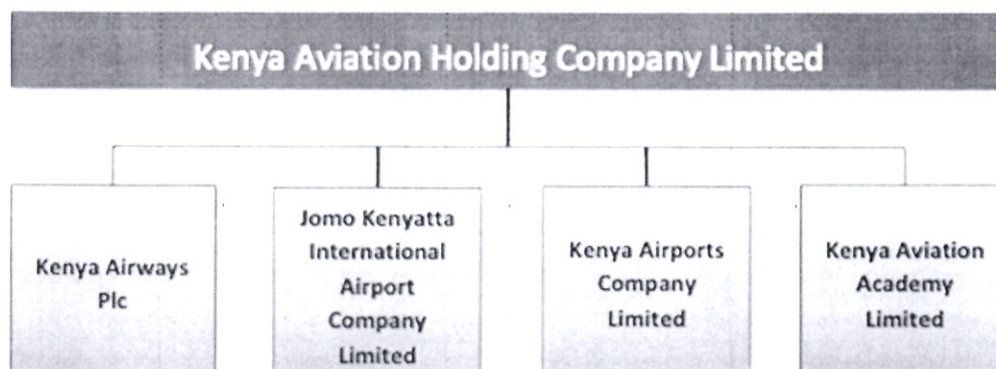 Kenya Aviation Holding Company Limited
Kenya Airways
Plc
Jomo Kenyatta
International
Airport
Company
Limited
Kenya Airports
Company
Limited
Kenya Aviation
Academy
Limited